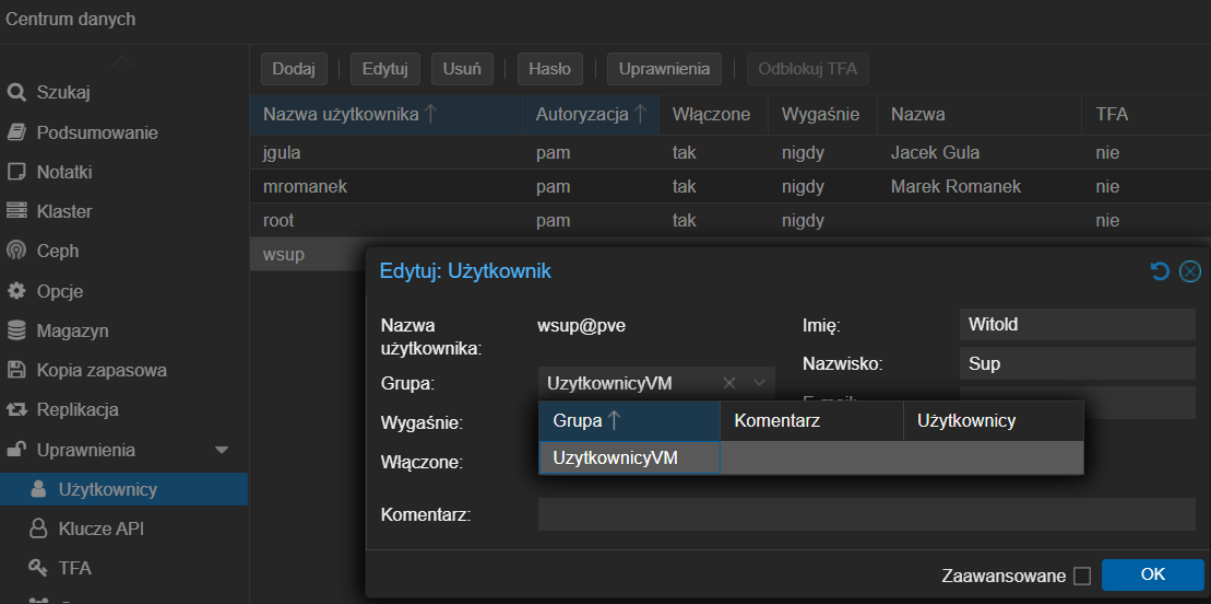 Centrum danych
Szukaj
Podsumowanie
Notatki
Klaster
Ceph
Opcje
Magazyn
Kopia zapasowa
Replikacja
Uprawnienia
Użytkownicy
Klucze API
TFA
Dodaj Edytuj Usuń Hasło Uprawnienia Odblokuj TFA
Nazwa użytkownika Autoryzacja Włączone Wygaśnie Nazwa TFA
jgula pam tak nigdy Jacek Gula nie
mromanek pam tak nigdy Marek Romanek nie
root pam tak nigdy nie
wsup
Edytuj: Użytkownik
Nazwa użytkownika: wsup@pve
Imię: Witold
Nazwisko: Sup
Grupa: UzytkownicyVM
Grupa Komentarz Użytkownicy
UzytkownicyVM
Wygaśnie:
Włączone:
Komentarz:
Zaawansowane OK